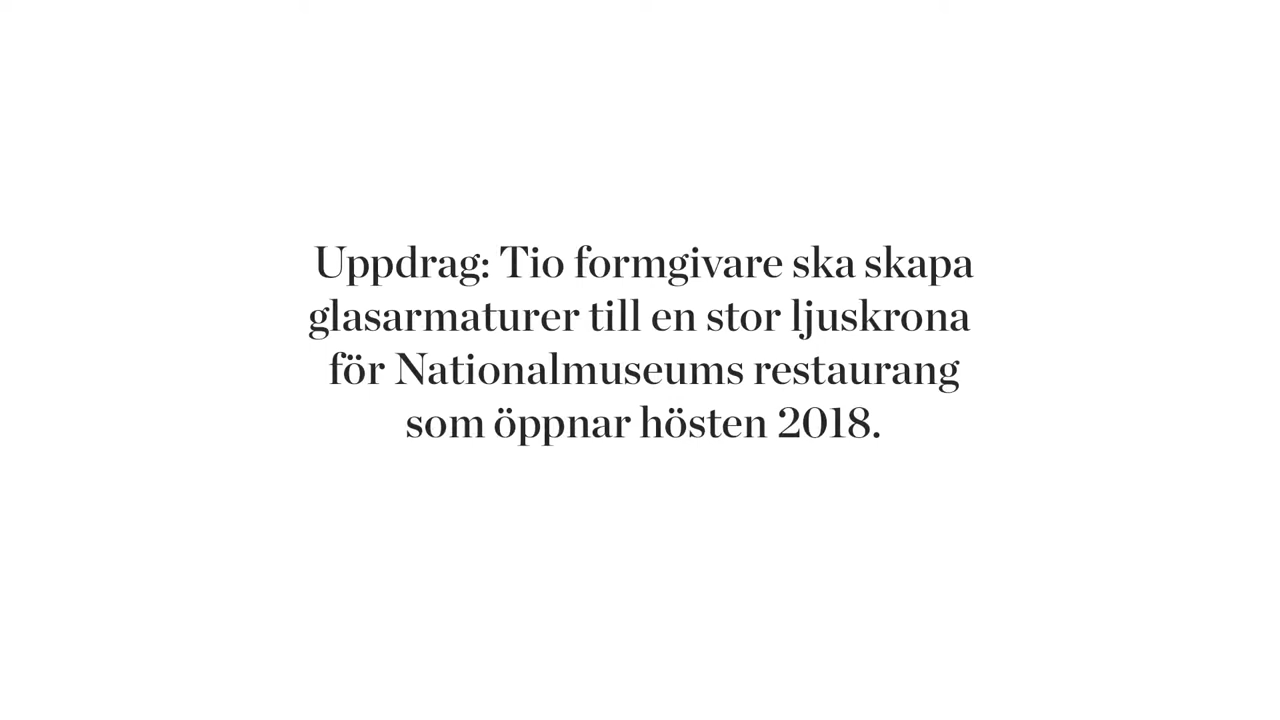 Uppdrag: Tio formgivare ska skapa
glasarmaturer till en stor ljuskrona
för Nationalmuseums restaurang
som öppnar hösten 2018.